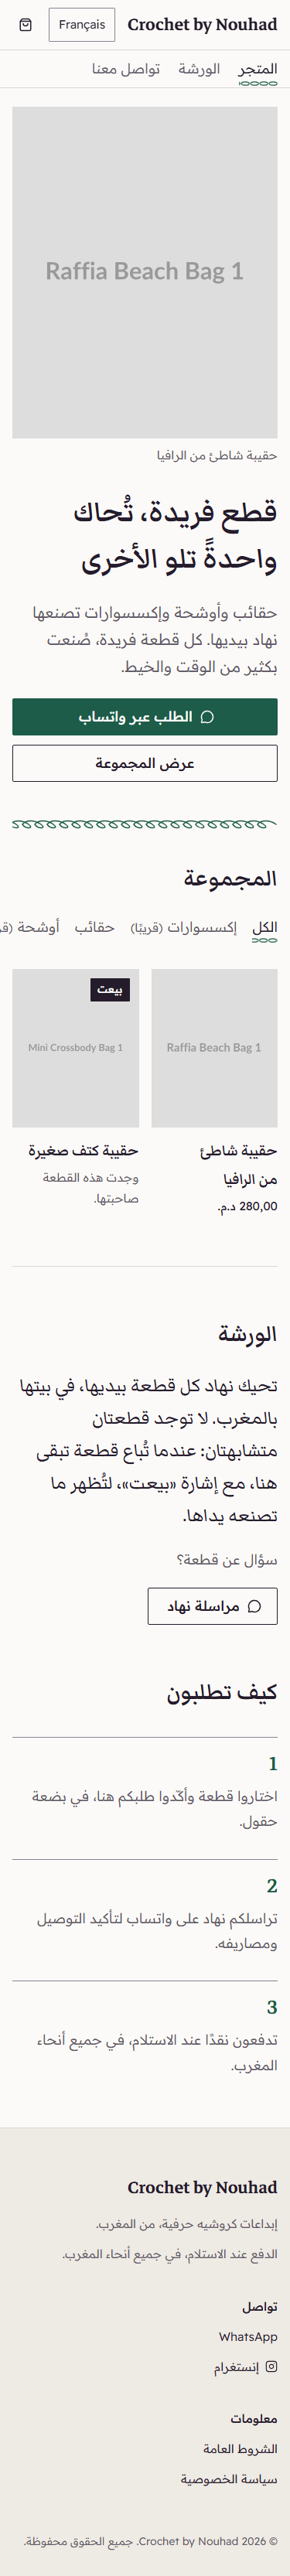 Crochet by Nouhad
Français
المتجر
الورشة
تواصل معنا
Raffia Beach Bag 1
حقيبة شاطئ من الرافيا
قطع فريدة، تُحاك
واحدةً تلو الأخرى
حقائب وأوشحة وإكسسوارات تصنعها
نهاد بيديها. كل قطعة فريدة، صُنعت
بكثير من الوقت والخيط.
الطلب عبر واتساب
عرض المجموعة
المجموعة
الكل
إكسسوارات (قريبًا)
حقائب
أوشحة
Raffia Beach Bag 1
حقيبة شاطئ
من الرافيا
280,00 د.م.
بيعت
Mini Crossbody Bag 1
حقيبة كتف صغيرة
وجدت هذه القطعة
صاحبتها.
الورشة
تحيك نهاد كل قطعة بيديها، في بيتها
بالمغرب. لا توجد قطعتان
متشابهتان: عندما تُباع قطعة تبقى
هنا، مع إشارة «بيعت»، لتُظهر ما
تصنعه يداها.
سؤال عن قطعة؟
مراسلة نهاد
كيف تطلبون
1
اختاروا قطعة وأكّدوا طلبكم هنا، في بضعة
حقول.
2
تراسلكم نهاد على واتساب لتأكيد التوصيل
ومصاريفه.
3
تدفعون نقدًا عند الاستلام، في جميع أنحاء
المغرب.
Crochet by Nouhad
إبداعات كروشيه حرفية، من المغرب.
الدفع عند الاستلام، في جميع أنحاء المغرب.
تواصل
WhatsApp
إنستغرام
معلومات
الشروط العامة
سياسة الخصوصية
© 2026 Crochet by Nouhad. جميع الحقوق محفوظة.